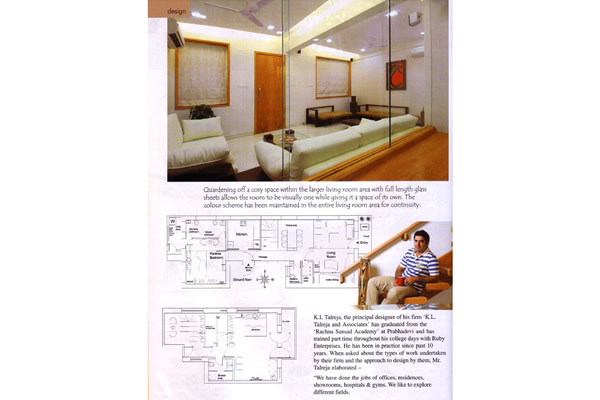 design
Quardening off a cosy space within the larger living room area with full length glass
sheets allows the room to be visually one while giving it a space of its own. The
colour scheme has been maintained in the entire living room area for continuity.
W
Kitchen
Dining area
Entry
Parents
Bedroom
Passage
Living
Room
Ground floor
K.L Talreja, the principal designer of his firm ‘K.L.
Talreja and Associates’ has graduated from the
“Rachna Sansad Academy” at Prabhadevi and has
trained part time throughout his college days with Ruby
Enterprises. He has been in practice since past 10
years. When asked about the types of work undertaken
by their firm and the approach to design by them, Mr.
Talreja elaborated –
“We have done the jobs of offices, residences,
showrooms, hospitals & gyms. We like to explore
different fields.